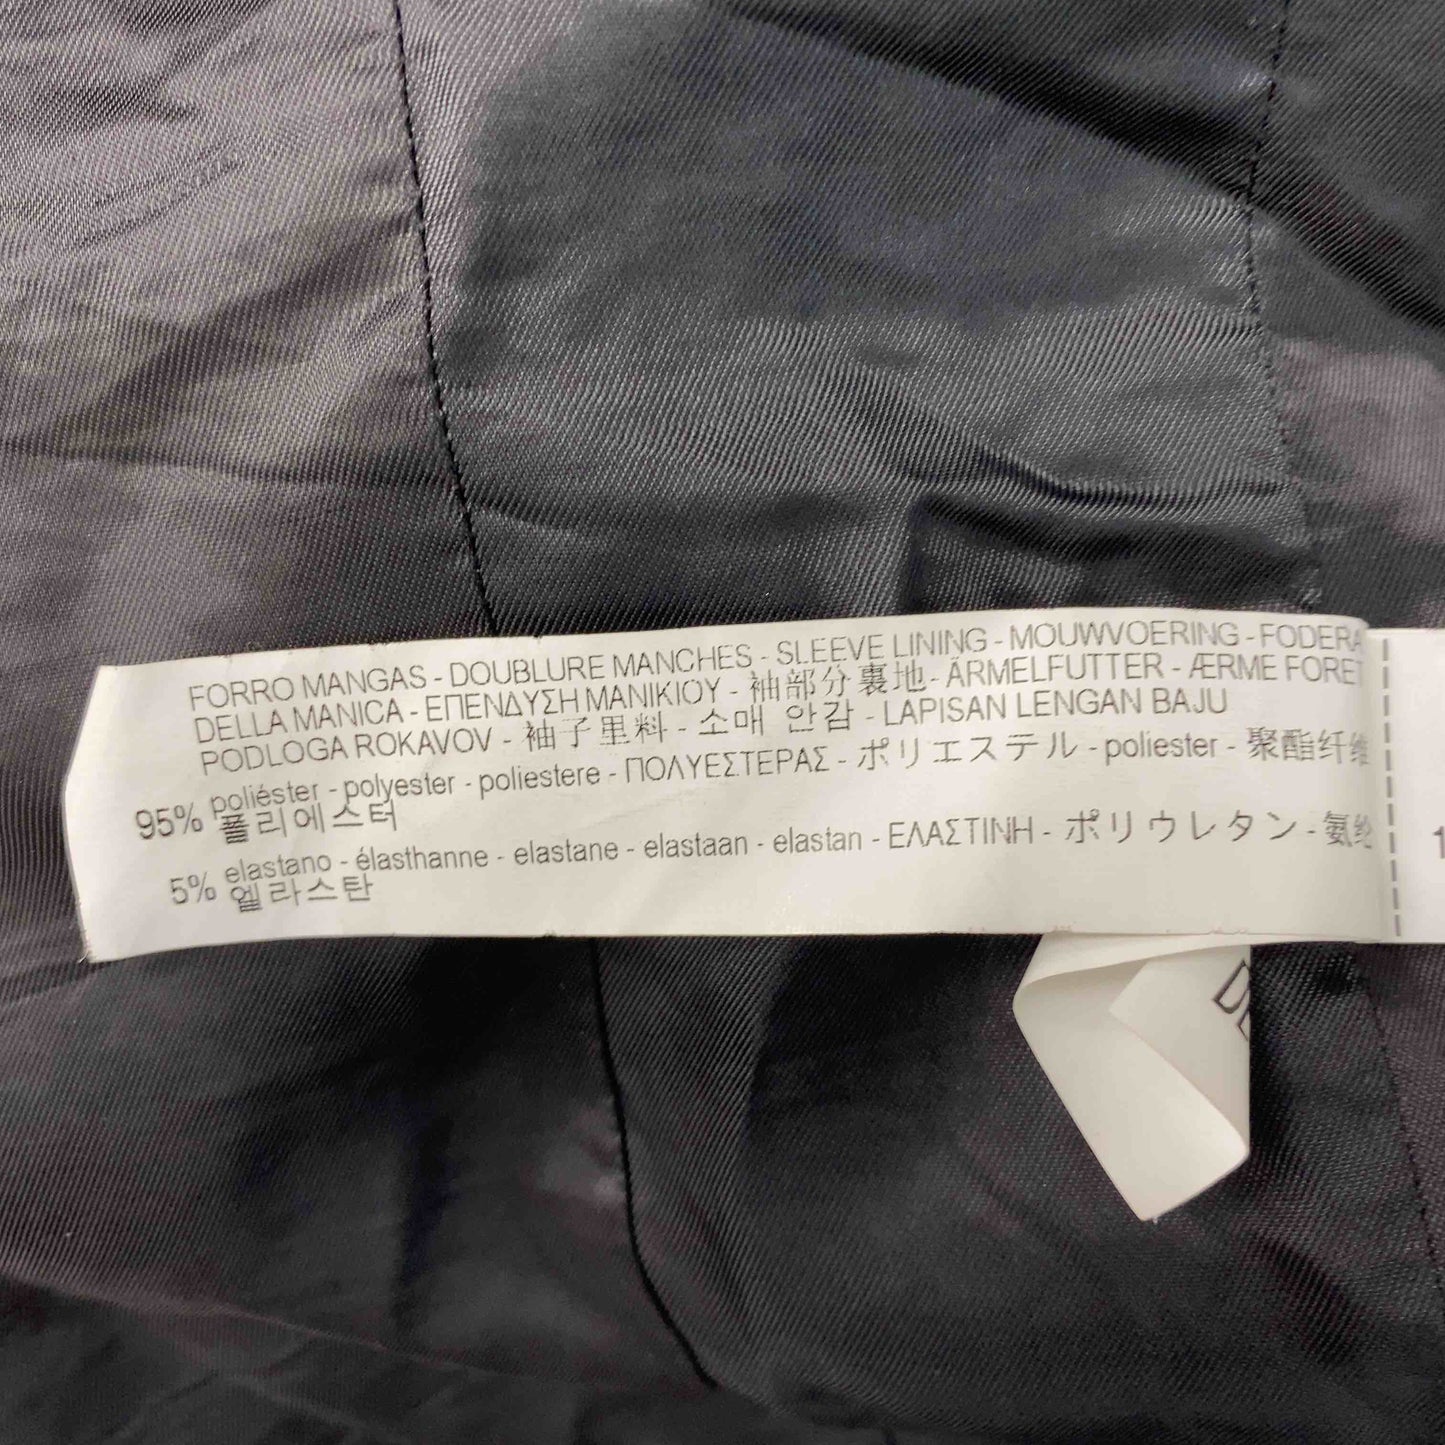 FORRO MANGAS - DOUBLURE MANCHES - SLEEVE LINING - MOUWVOERING - FODERA
DELLA MANICA - ΕΠΕΝΔΥΣΗ ΜΑΝΙΚΙΟΥ - 袖部分裏地 - ÄRMELFUTTER - ÆRME FORET
PODLOGA ROKAVOV - 袖子里料 - 소매 안감 - LAPISAN LENGAN BAJU
95% poliéster - polyester - poliestere - ΠΟΛΥΕΣΤΕΡΑΣ - ポリエステル - poliester - 聚酯纤维
폴리에스터
5% elastano - élasthanne - elastane - elastaan - elastan - ΕΛΑΣΤΙΝΗ - ポリウレタン - 氨纶
엘라스탄